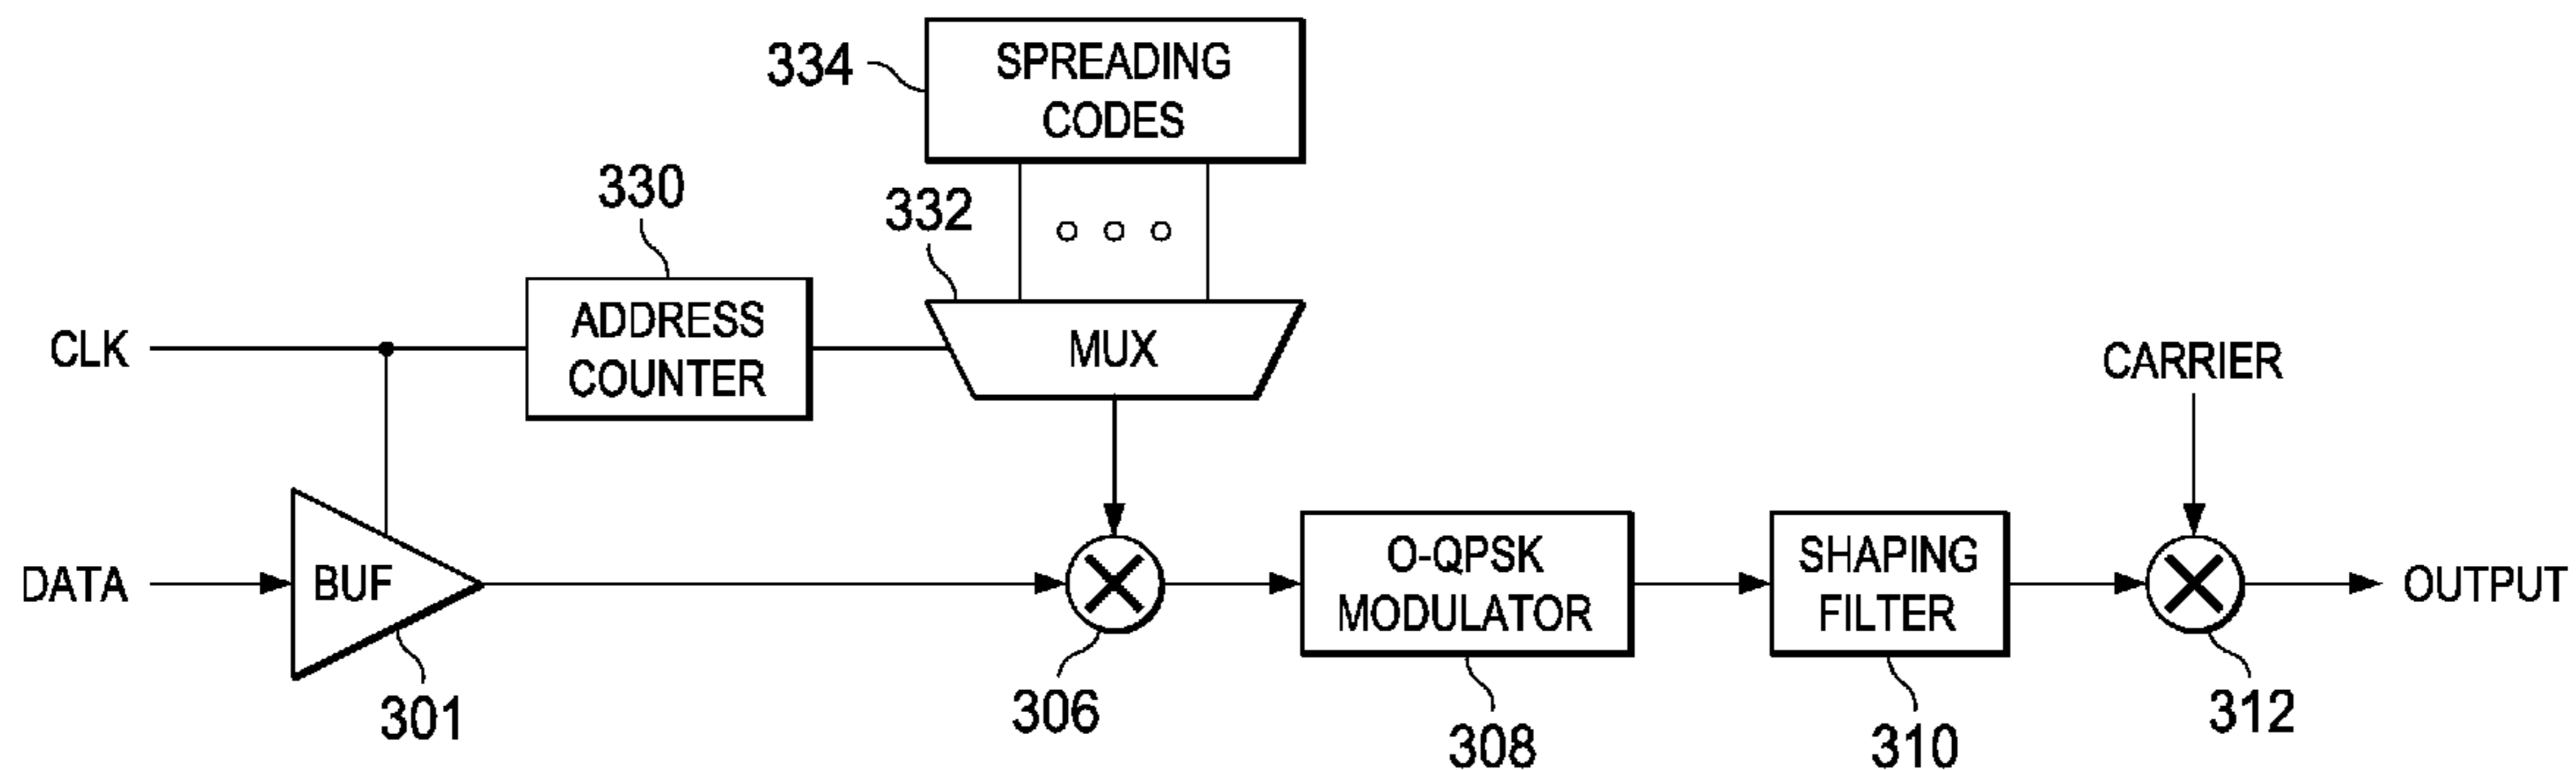 334
SPREADING
CODES
330
332
CLK
ADDRESS
COUNTER
MUX
CARRIER
DATA
BUF
O-QPSK
MODULATOR
SHAPING
FILTER
OUTPUT
301
306
308
310
312